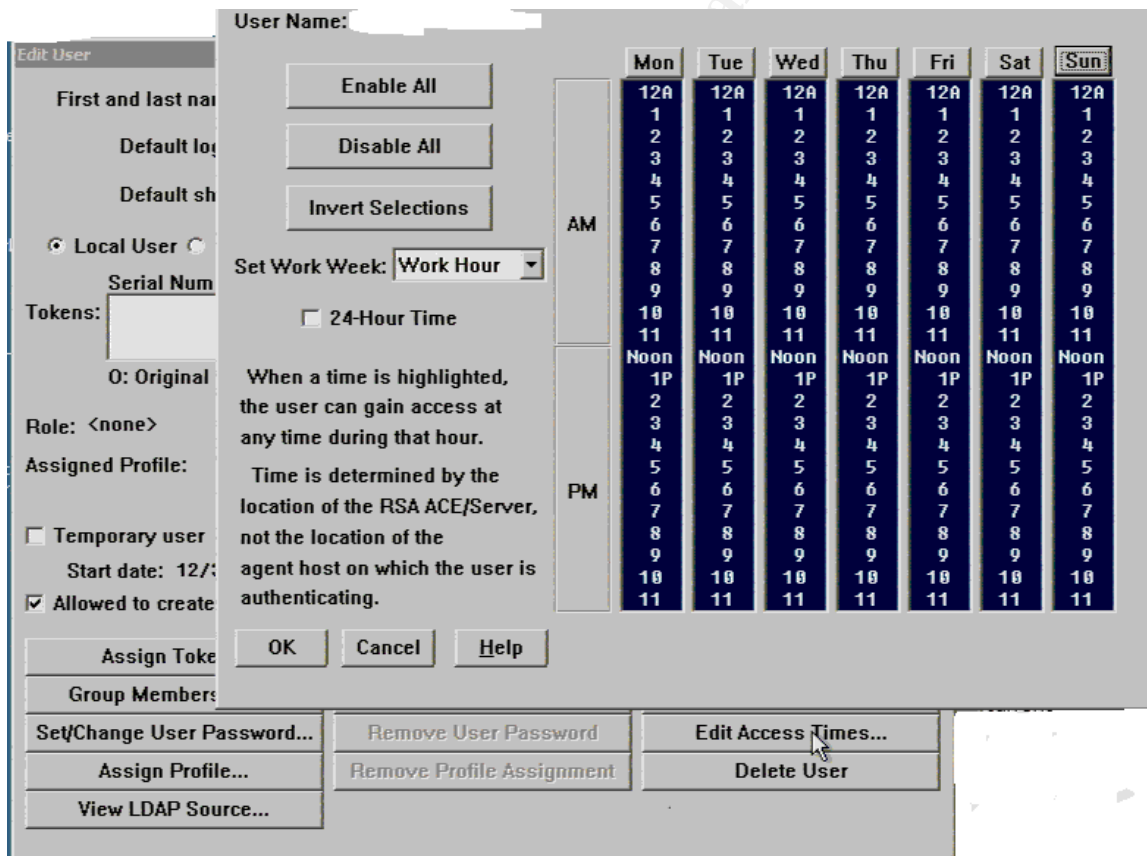 User Name:
Edit User
First and last nar
Default log
Default sh
Local User
Serial Num
Tokens:
O: Original
Role: <none>
Assigned Profile:
Temporary user
Start date: 12/3
Allowed to create
Assign Toke
Group Members
Set/Change User Password...
Remove User Password
Edit Access Times...
Assign Profile...
Remove Profile Assignment
Delete User
View LDAP Source...
Enable All
Disable All
Invert Selections
Set Work Week: Work Hour
24-Hour Time
When a time is highlighted,
the user can gain access at
any time during that hour.
Time is determined by the
location of the RSA ACE/Server,
not the location of the
agent host on which the user is
authenticating.
OK Cancel Help
Mon Tue Wed Thu Fri Sat Sun
AM
12A 12A 12A 12A 12A 12A 12A
1 1 1 1 1 1 1
2 2 2 2 2 2 2
3 3 3 3 3 3 3
4 4 4 4 4 4 4
5 5 5 5 5 5 5
6 6 6 6 6 6 6
7 7 7 7 7 7 7
8 8 8 8 8 8 8
9 9 9 9 9 9 9
10 10 10 10 10 10 10
11 11 11 11 11 11 11
PM
Noon Noon Noon Noon Noon Noon Noon
1P 1P 1P 1P 1P 1P 1P
2 2 2 2 2 2 2
3 3 3 3 3 3 3
4 4 4 4 4 4 4
5 5 5 5 5 5 5
6 6 6 6 6 6 6
7 7 7 7 7 7 7
8 8 8 8 8 8 8
9 9 9 9 9 9 9
10 10 10 10 10 10 10
11 11 11 11 11 11 11